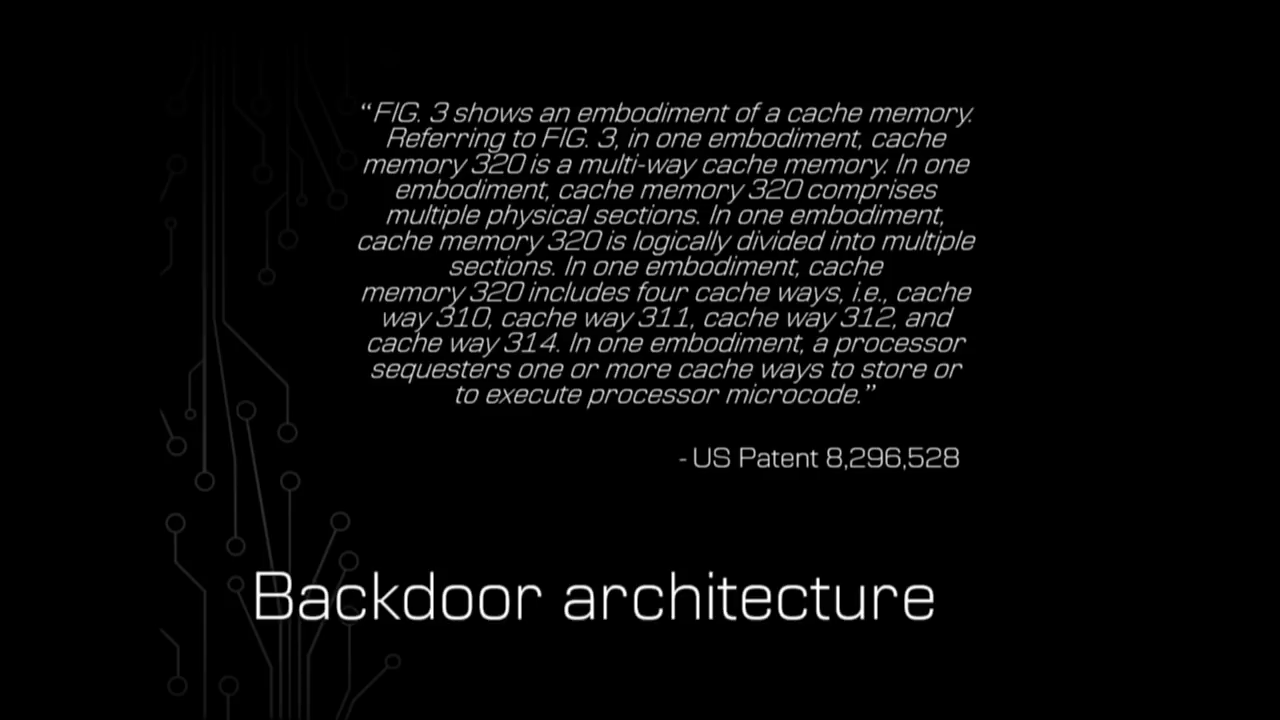 “FIG. 3 shows an embodiment of a cache memory.
Referring to FIG. 3, in one embodiment, cache
memory 320 is a multi-way cache memory. In one
embodiment, cache memory 320 comprises
multiple physical sections. In one embodiment,
cache memory 320 is logically divided into multiple
sections. In one embodiment, cache
memory 320 includes four cache ways, i.e., cache
way 310, cache way 311, cache way 312, and
cache way 314. In one embodiment, a processor
sequesters one or more cache ways to store or
to execute processor microcode.”
- US Patent 8,296,528
Backdoor architecture